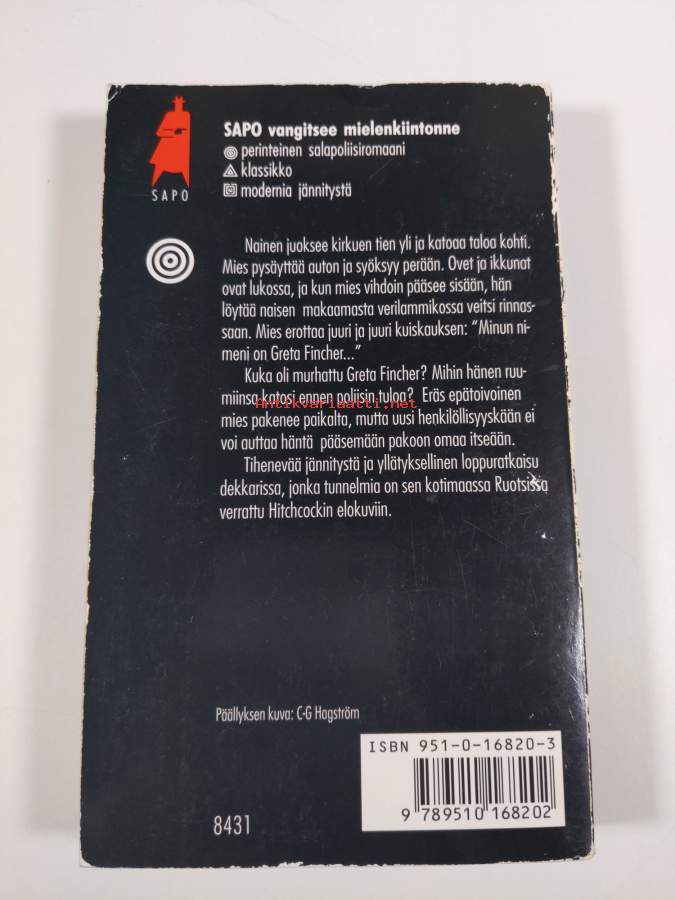 SAPO vangitsee mielenkiintonne
perinteinen salapoliisiromaani
klassikko
modernia jännitystä
SAPO
Nainen juoksee kirkuen tien yli ja katoaa taloa kohti.
Mies pysäyttää auton ja syöksyy perään. Ovet ja ikkunat
ovat lukossa, ja kun mies vihdoin pääsee sisään, hän
löytää naisen makaamasta verilammikossa veitsi rinnas-
saan. Mies erottaa juuri ja juuri kuiskauksen: ”Minun ni-
meni on Greta Fincher...”
Kuka oli murhattu Greta Fincher? Mihin hänen ruu-
miinsa katosi ennen poliisin tuloa? Eräs epätoivoinen
Antikvariaatti.net
mies pakenee paikalta, mutta uusi henkilöllisyyskään ei
voi auttaa häntä pääsemään pakoon omaa itseään.
Tihenevää jännitystä ja yllätyksellinen loppuratkaisu
dekkarissa, jonka tunnelmia on sen kotimaassa Ruotsissa
verrattu Hitchcockin elokuviin.
Päällyksen kuva: C-G Hagström
ISBN 951-0-16820-3
9 789510 168202
8431